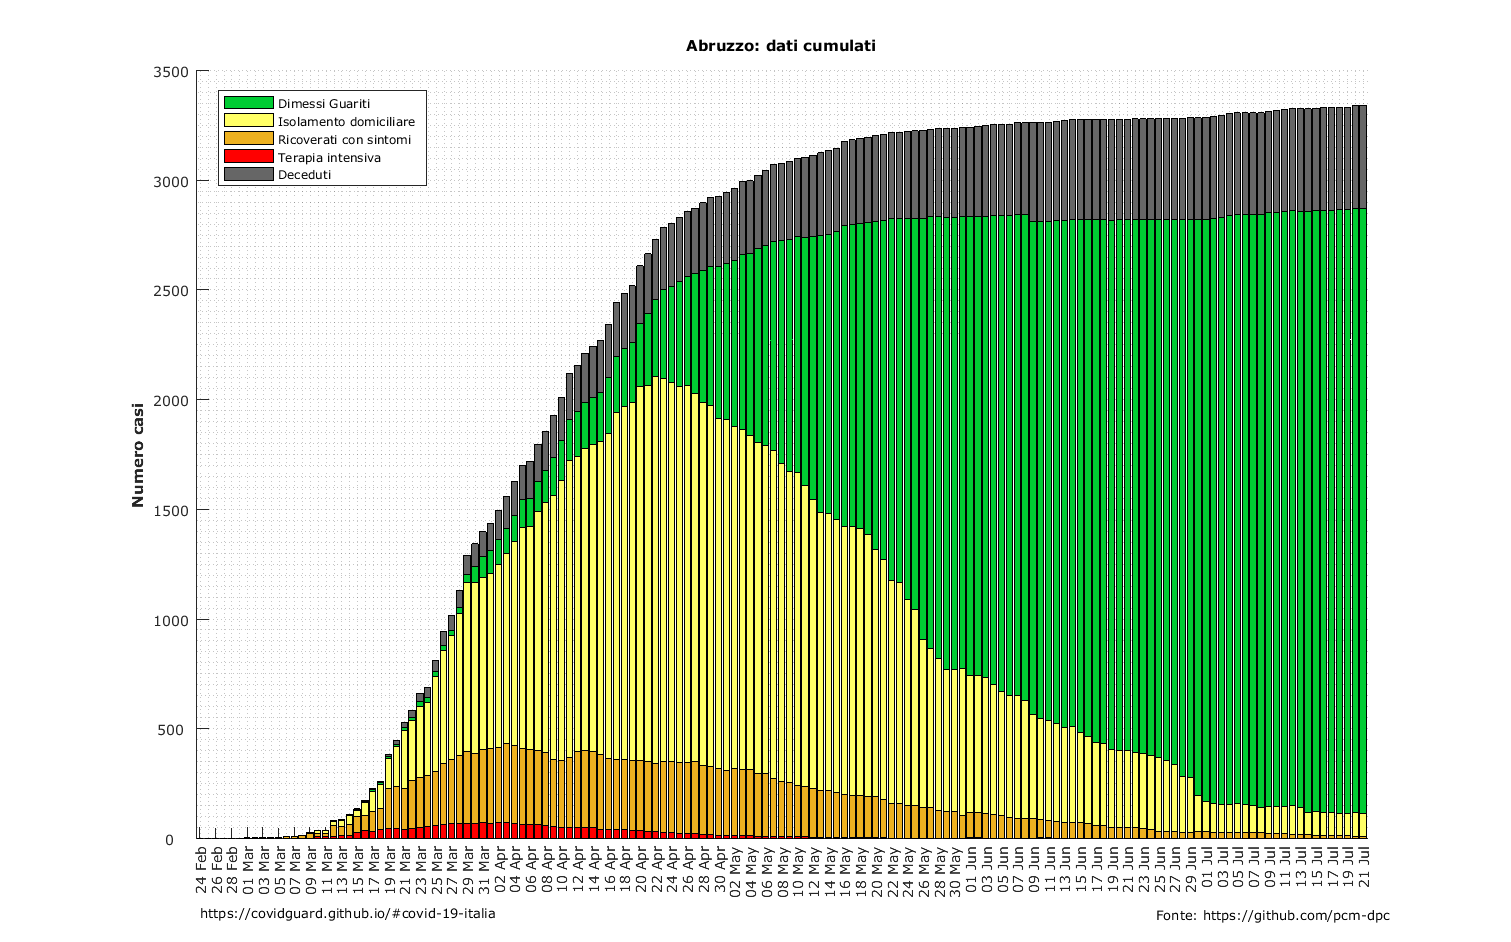 Abruzzo: dati cumulati
3500
3000
2500
2000
1500
1000
500
0
Numero casi
Dimessi Guariti
Isolamento domiciliare
Ricoverati con sintomi
Terapia intensiva
Deceduti
24 Feb
26 Feb
28 Feb
01 Mar
03 Mar
05 Mar
07 Mar
09 Mar
11 Mar
13 Mar
15 Mar
17 Mar
19 Mar
21 Mar
23 Mar
25 Mar
27 Mar
29 Mar
31 Mar
02 Apr
04 Apr
06 Apr
08 Apr
10 Apr
12 Apr
14 Apr
16 Apr
18 Apr
20 Apr
22 Apr
24 Apr
26 Apr
28 Apr
30 Apr
02 May
04 May
06 May
08 May
10 May
12 May
14 May
16 May
18 May
20 May
22 May
24 May
26 May
28 May
30 May
01 Jun
03 Jun
05 Jun
07 Jun
09 Jun
11 Jun
13 Jun
15 Jun
17 Jun
19 Jun
21 Jun
23 Jun
25 Jun
27 Jun
29 Jun
01 Jul
03 Jul
05 Jul
07 Jul
09 Jul
11 Jul
13 Jul
15 Jul
17 Jul
19 Jul
21 Jul
https://covidguard.github.io/#covid-19-italia
Fonte: https://github.com/pcm-dpc